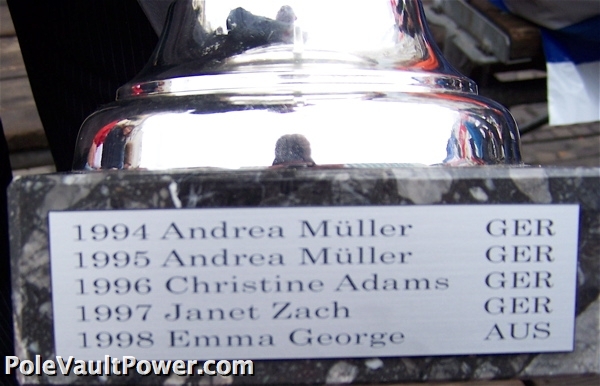 1994 Andrea Müller GER
1995 Andrea Müller GER
1996 Christine Adams GER
1997 Janet Zach GER
1998 Emma George AUS
PoleVaultPower.com